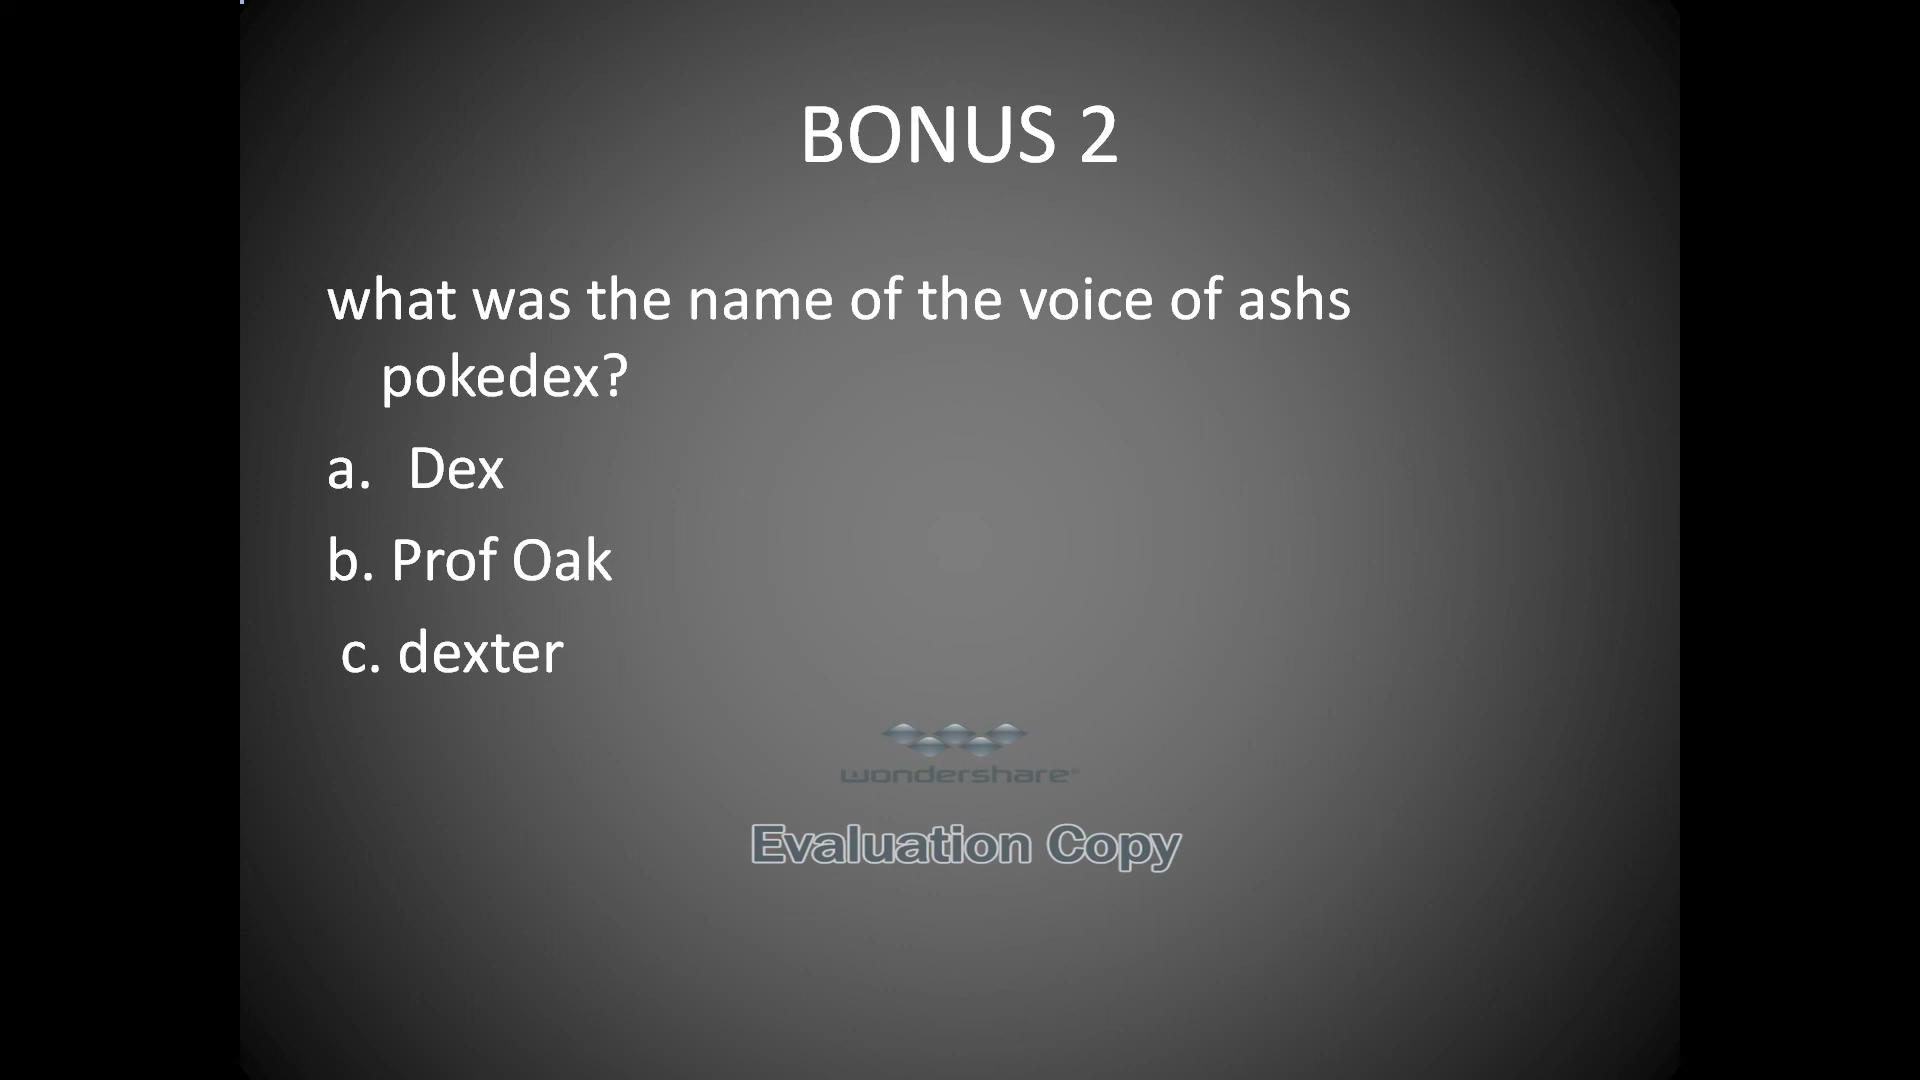 BONUS 2
what was the name of the voice of ashs
pokedex?
a. Dex
b. Prof Oak
c. dexter
wondershare®
Evaluation Copy